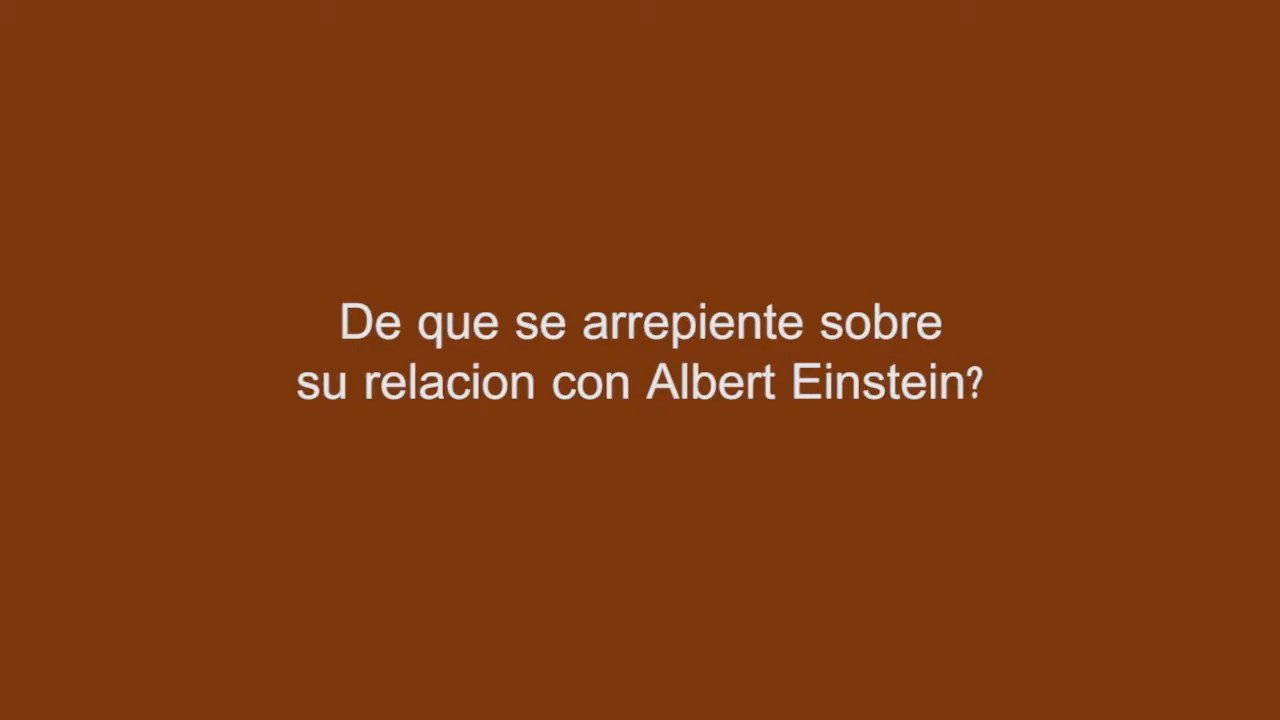 De que se arrepiente sobre
su relacion con Albert Einstein?